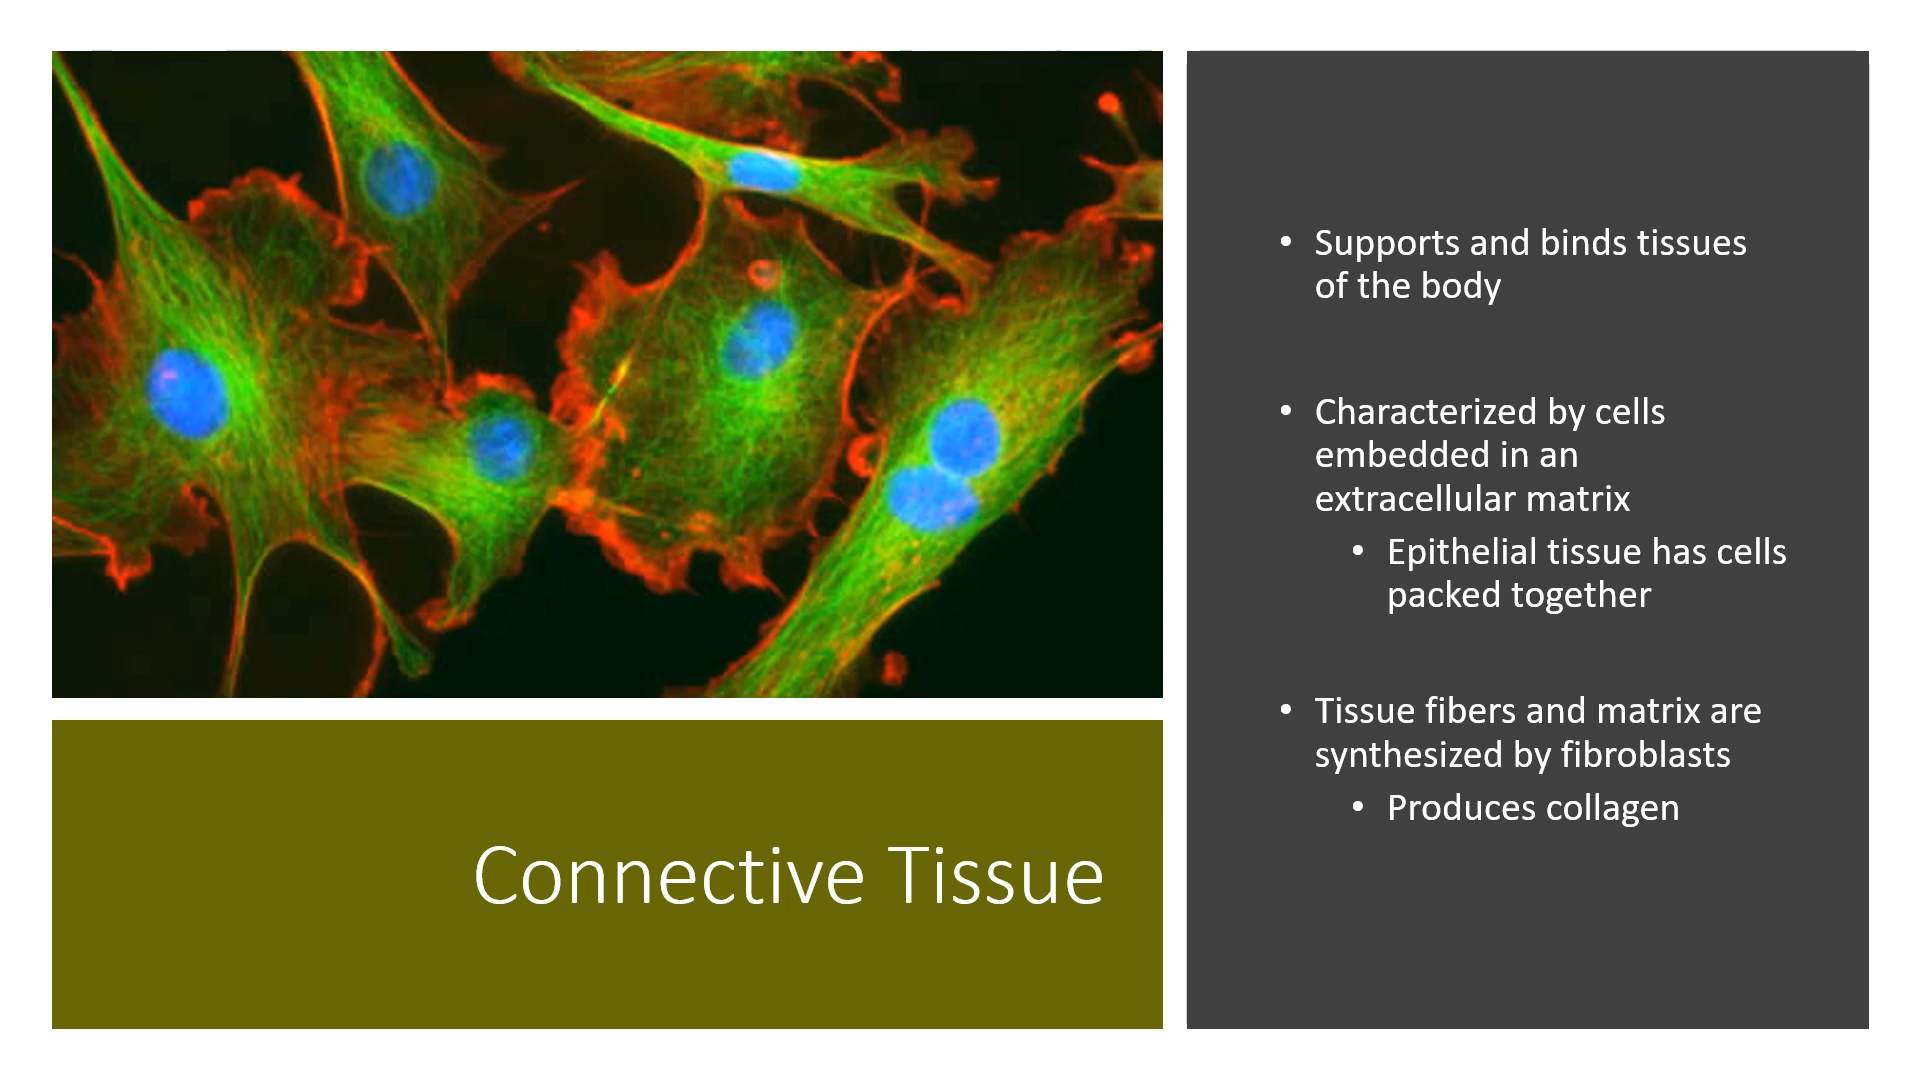 Connective Tissue
• Supports and binds tissues
of the body
• Characterized by cells
embedded in an
extracellular matrix
• Epithelial tissue has cells
packed together
• Tissue fibers and matrix are
synthesized by fibroblasts
• Produces collagen